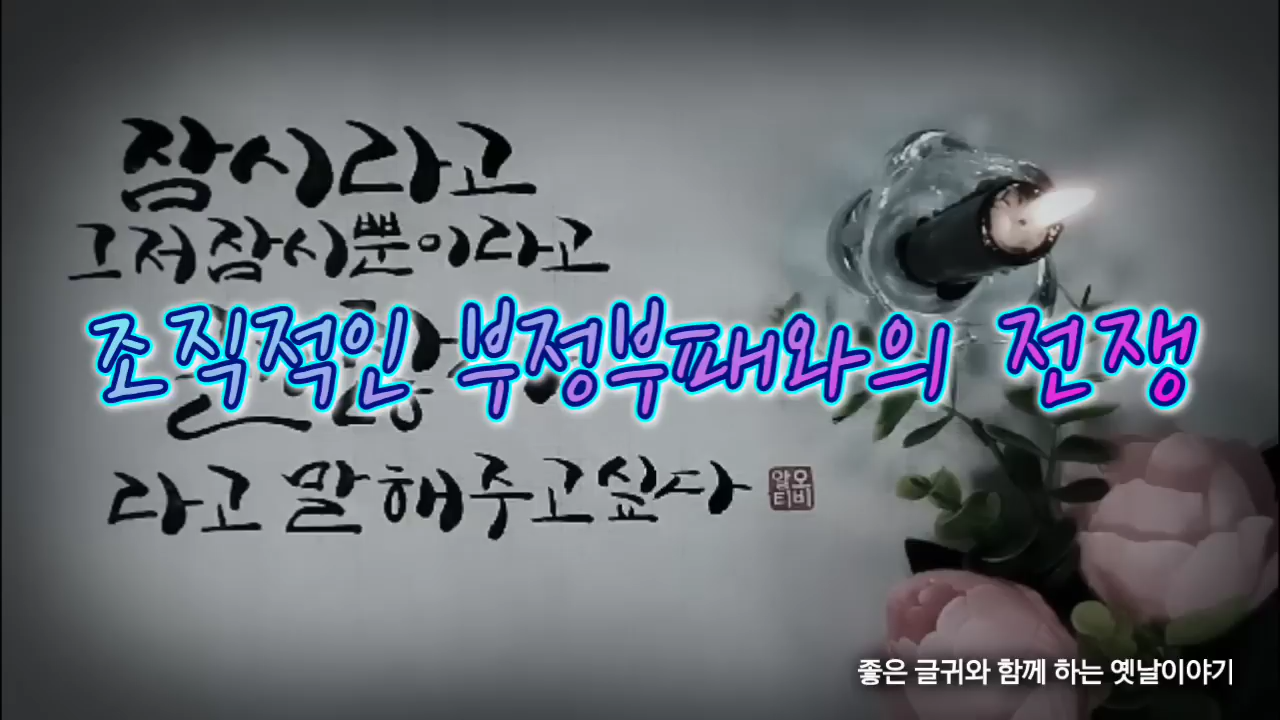 잠시라고
그저 잠시뿐이라고
조직적인 부정부패와의 전쟁
라고 말해주고싶다
알오
티비
좋은 글귀와 함께 하는 옛날이야기